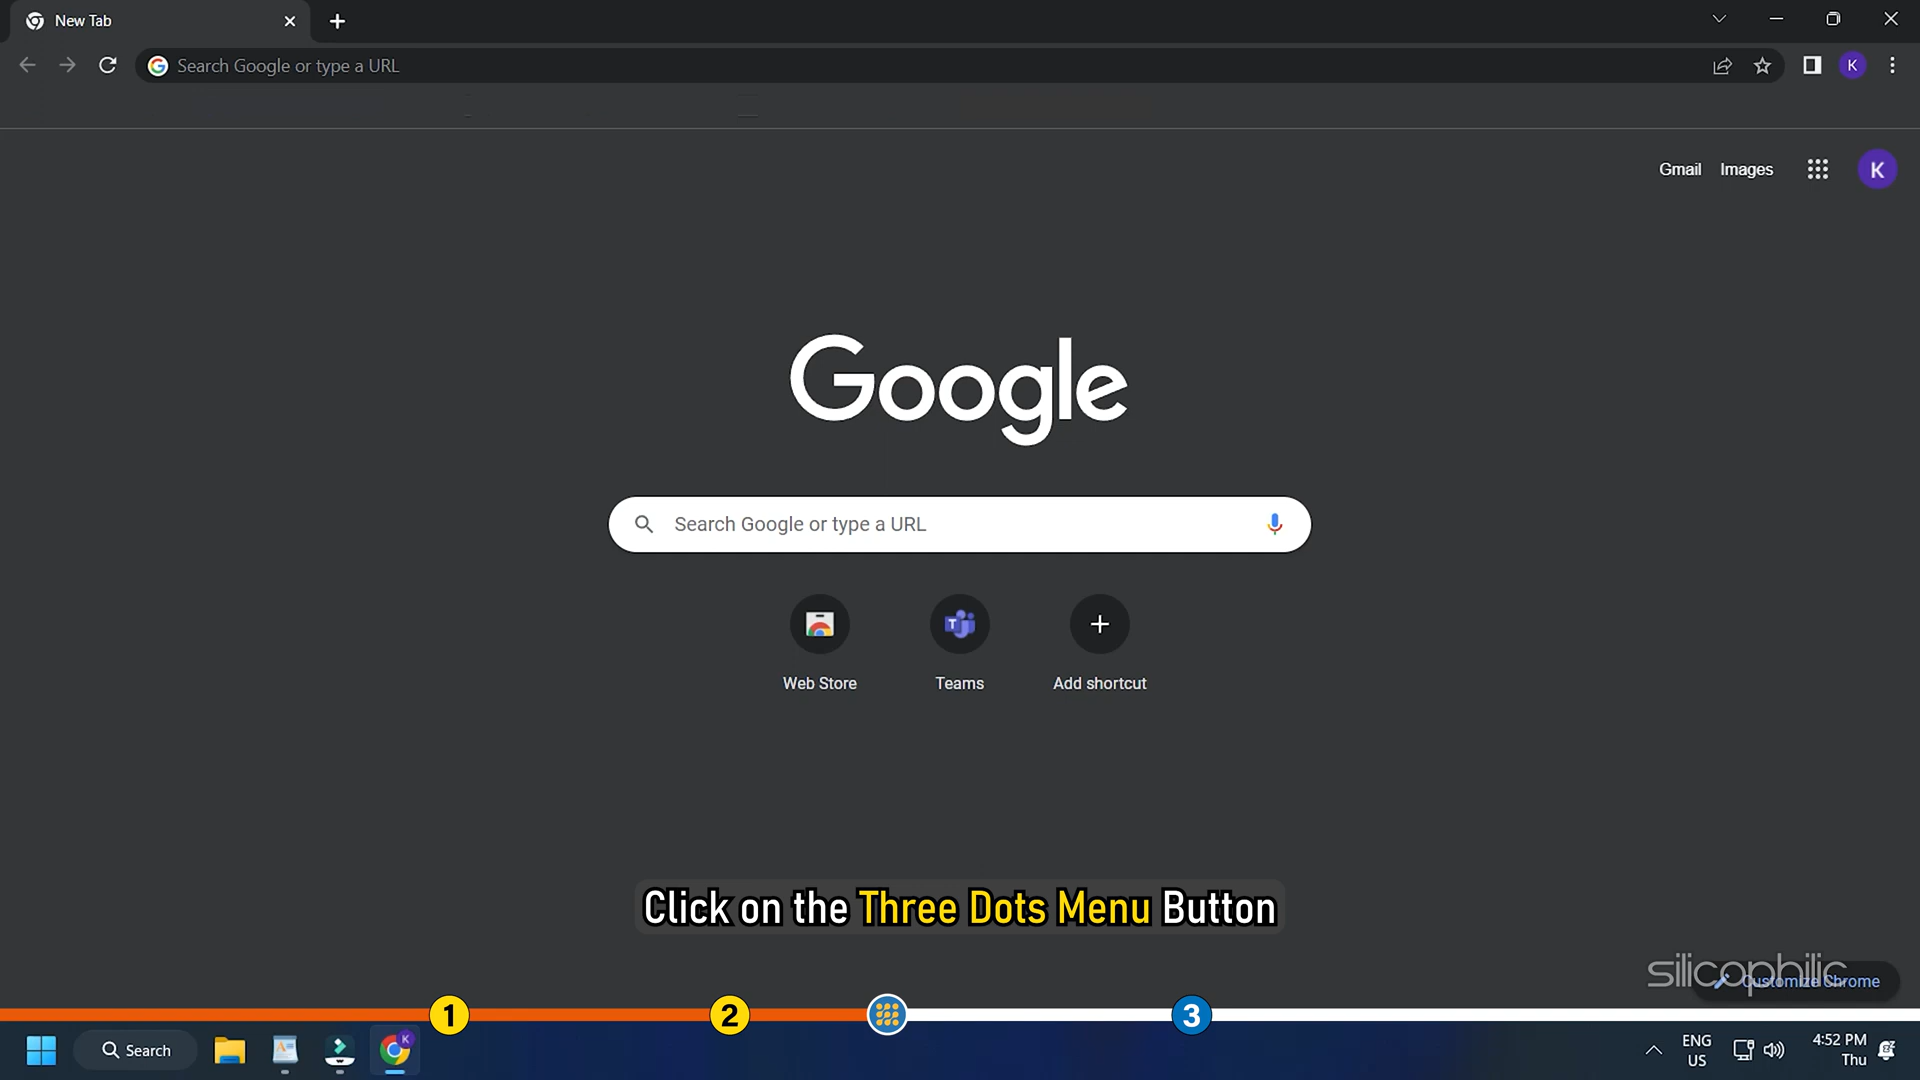 New Tab
Search Google or type a URL
K
Gmail Images
K
Google
Search Google or type a URL
Web Store
Teams
Add shortcut
Click on the Three Dots Menu Button
silicophilic
Customize Chrome
1
2
3
Search
K
ENG
US
4:52 PM
Thu